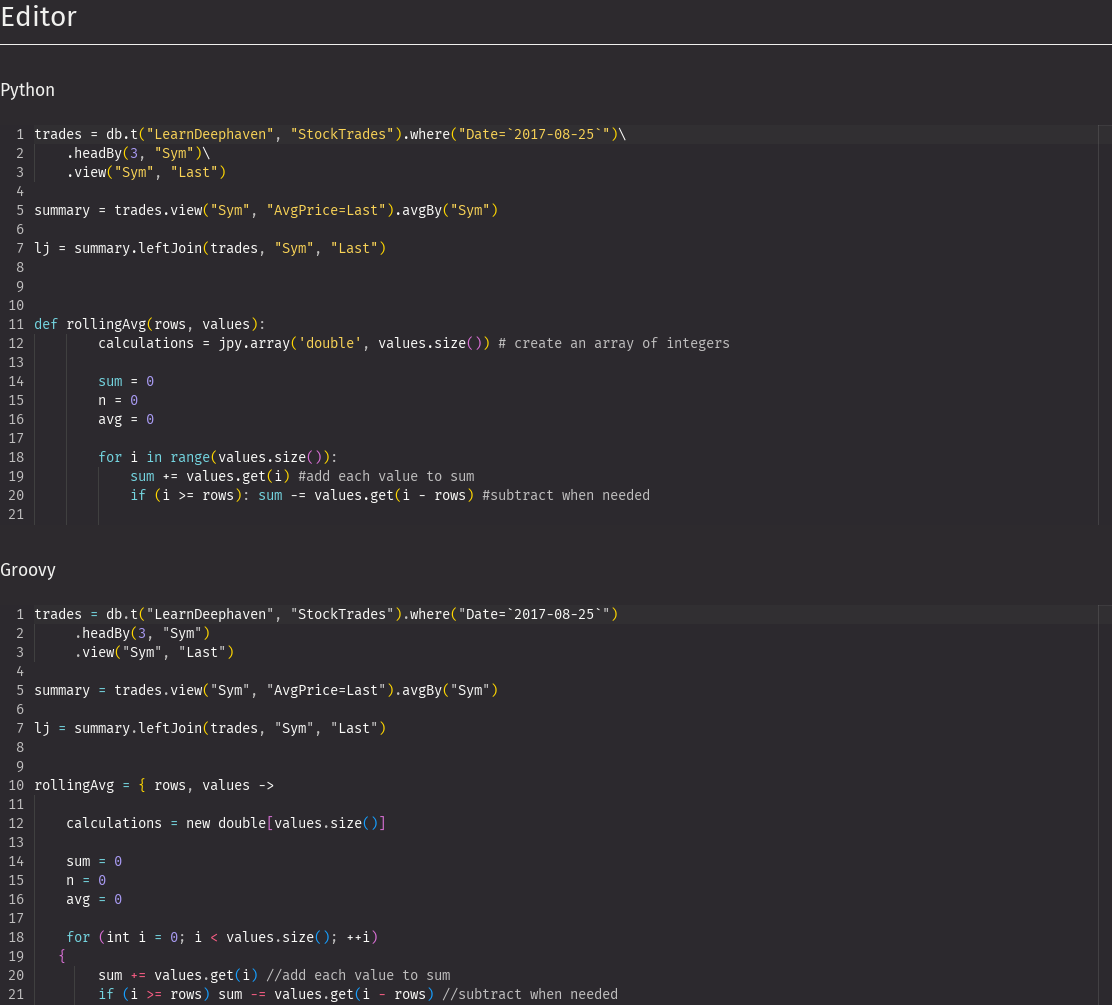 Editor
Python
1 trades = db.t("LearnDeephaven", "StockTrades").where("Date=`2017-08-25`")\
2     .headBy(3, "Sym")\
3     .view("Sym", "Last")
4
5 summary = trades.view("Sym", "AvgPrice=Last").avgBy("Sym")
6
7 lj = summary.leftJoin(trades, "Sym", "Last")
8
9
10
11 def rollingAvg(rows, values):
12         calculations = jpy.array('double', values.size()) # create an array of integers
13
14         sum = 0
15         n = 0
16         avg = 0
17
18         for i in range(values.size()):
19             sum += values.get(i) #add each value to sum
20             if (i >= rows): sum -= values.get(i - rows) #subtract when needed
21
Groovy
1 trades = db.t("LearnDeephaven", "StockTrades").where("Date=`2017-08-25`")
2      .headBy(3, "Sym")
3      .view("Sym", "Last")
4
5 summary = trades.view("Sym", "AvgPrice=Last").avgBy("Sym")
6
7 lj = summary.leftJoin(trades, "Sym", "Last")
8
9
10 rollingAvg = { rows, values ->
11
12     calculations = new double[values.size()]
13
14     sum = 0
15     n = 0
16     avg = 0
17
18     for (int i = 0; i < values.size(); ++i)
19    {
20         sum += values.get(i) //add each value to sum
21         if (i >= rows) sum -= values.get(i - rows) //subtract when needed